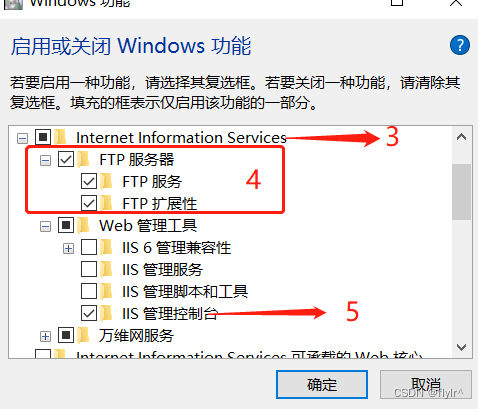 Windows 功能
启用或关闭 Windows 功能
?
若要启用一种功能，请选择其复选框。若要关闭一种功能，请清除其
复选框。填充的框表示仅启用该功能的一部分。
Internet Information Services 3
FTP 服务器
FTP 服务 4
FTP 扩展性
Web 管理工具
IIS 6 管理兼容性
IIS 管理服务
IIS 管理脚本和工具
IIS 管理控制台 5
万维网服务
Internet Information Services 可承载的 Web 核心
确定 取消
CSDN @flylr^